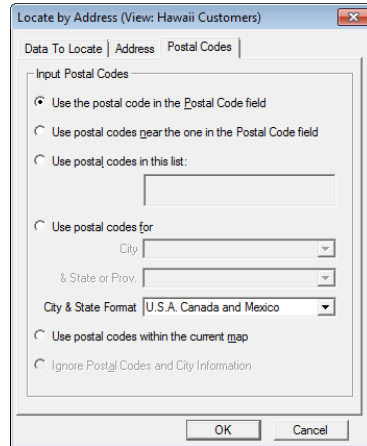 Locate by Address (View: Hawaii Customers)
Data To Locate Address Postal Codes
Input Postal Codes
Use the postal code in the Postal Code field
Use postal codes near the one in the Postal Code field
Use postal codes in this list:
Use postal codes for
City
& State or Prov.
City & State Format U.S.A. Canada and Mexico
Use postal codes within the current map
Ignore Postal Codes and City Information
OK Cancel